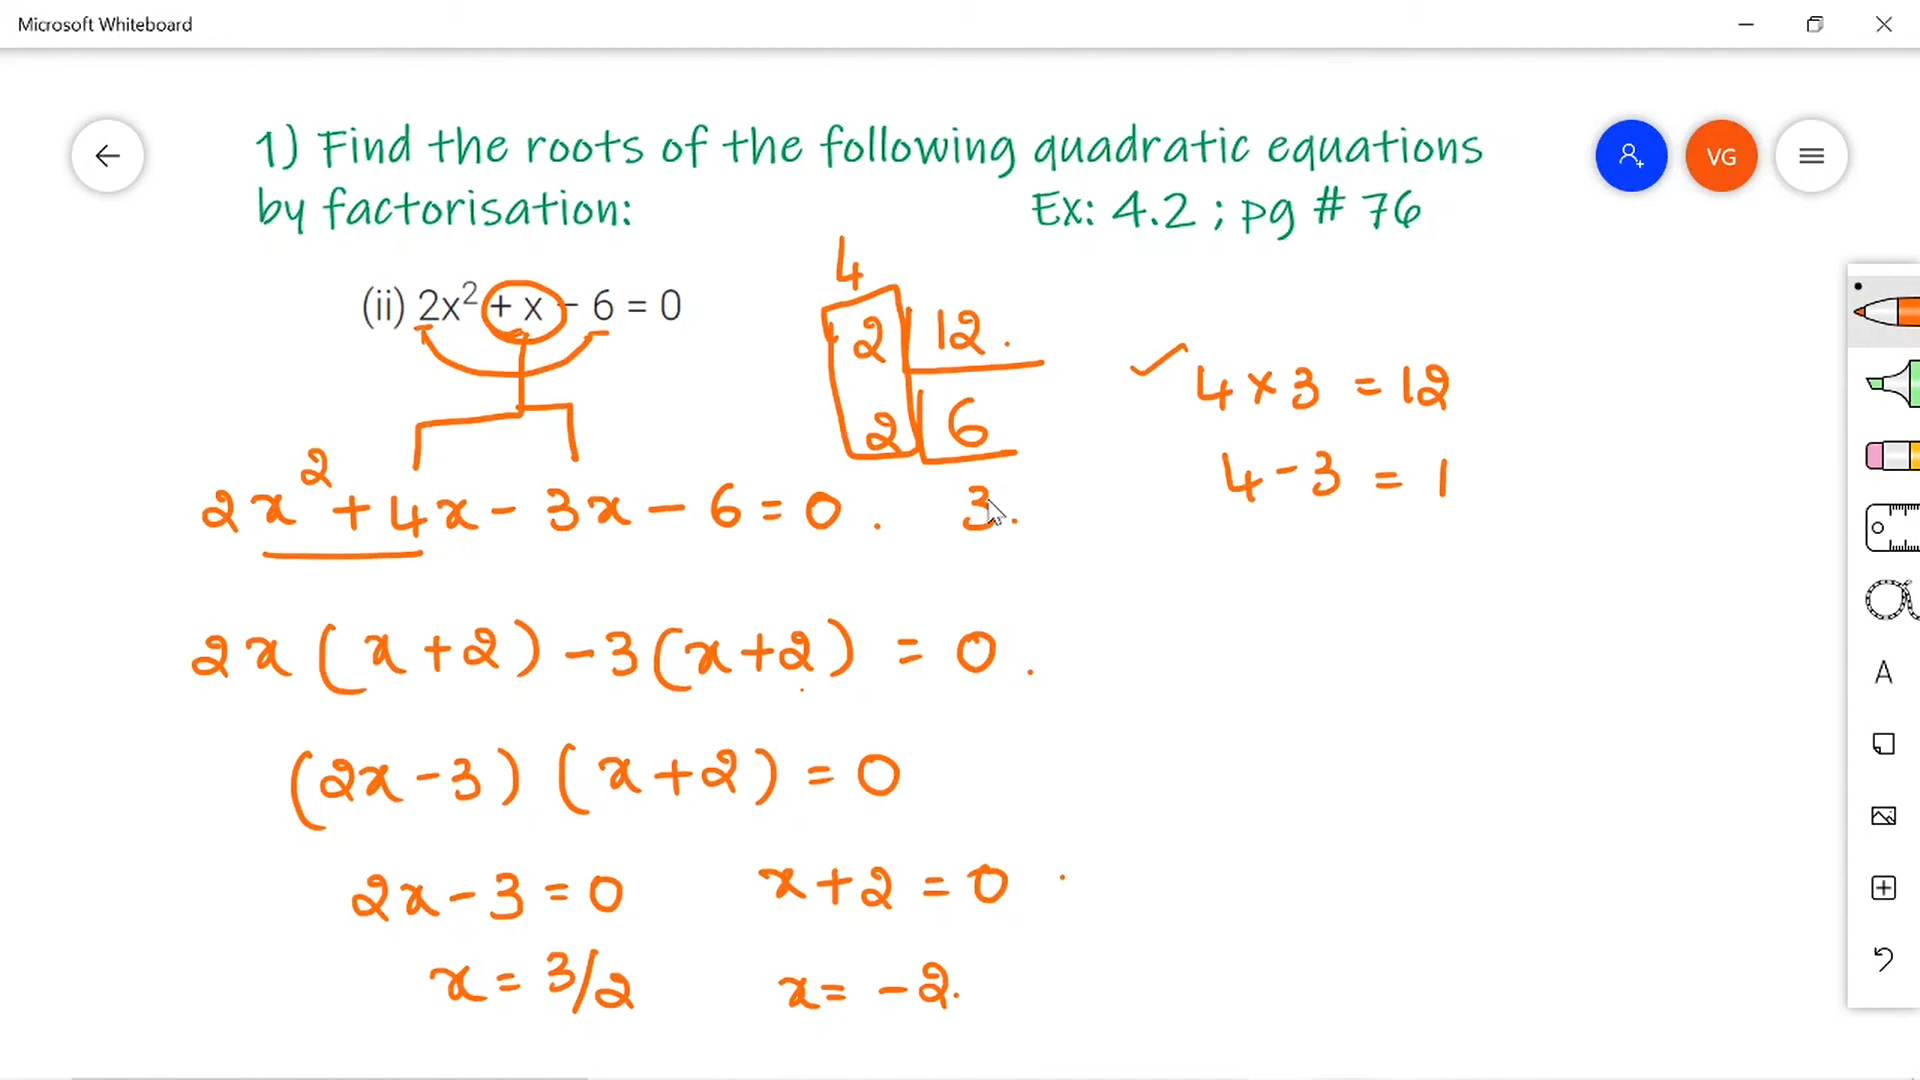 Microsoft Whiteboard
1) Find the roots of the following quadratic equations
by factorisation: Ex: 4.2 ; pg # 76
VG
(ii) 2x² + x - 6 = 0
4
2 | 12 .
2 | 6
3 .
4 x 3 = 12
4 - 3 = 1
2x² + 4x - 3x - 6 = 0 .
2x (x+2) - 3 (x+2) = 0 .
(2x - 3) (x+2) = 0
2x - 3 = 0 x + 2 = 0 .
x = 3/2 x = -2.
A